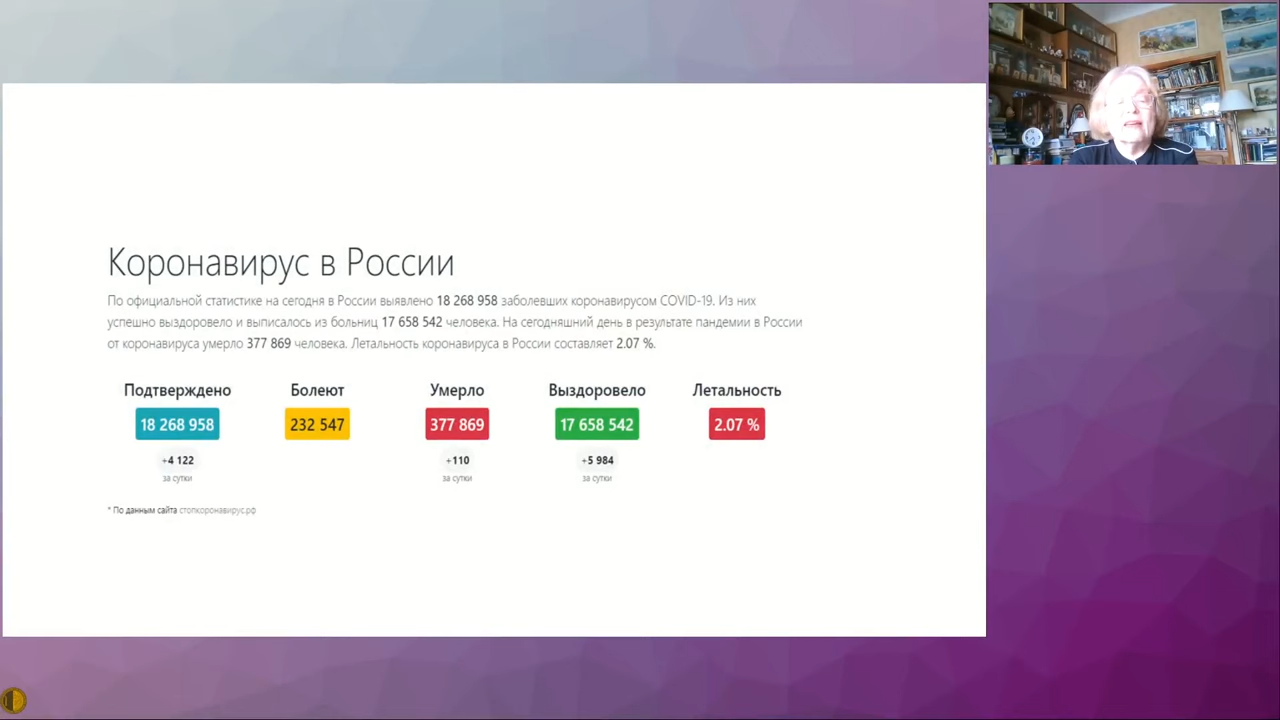 Коронавирус в России
По официальной статистике на сегодня в России выявлено 18 268 958 заболевших коронавирусом COVID-19. Из них
успешно выздоровело и выписалось из больниц 17 658 542 человека. На сегодняшний день в результате пандемии в России
от коронавируса умерло 377 869 человека. Летальность коронавируса в России составляет 2.07 %.
Подтверждено Болеют Умерло Выздоровело Летальность
18 268 958 232 547 377 869 17 658 542 2.07 %
+4 122 +110 +5 984
за сутки за сутки за сутки
* По данным сайта стопкоронавирус.рф